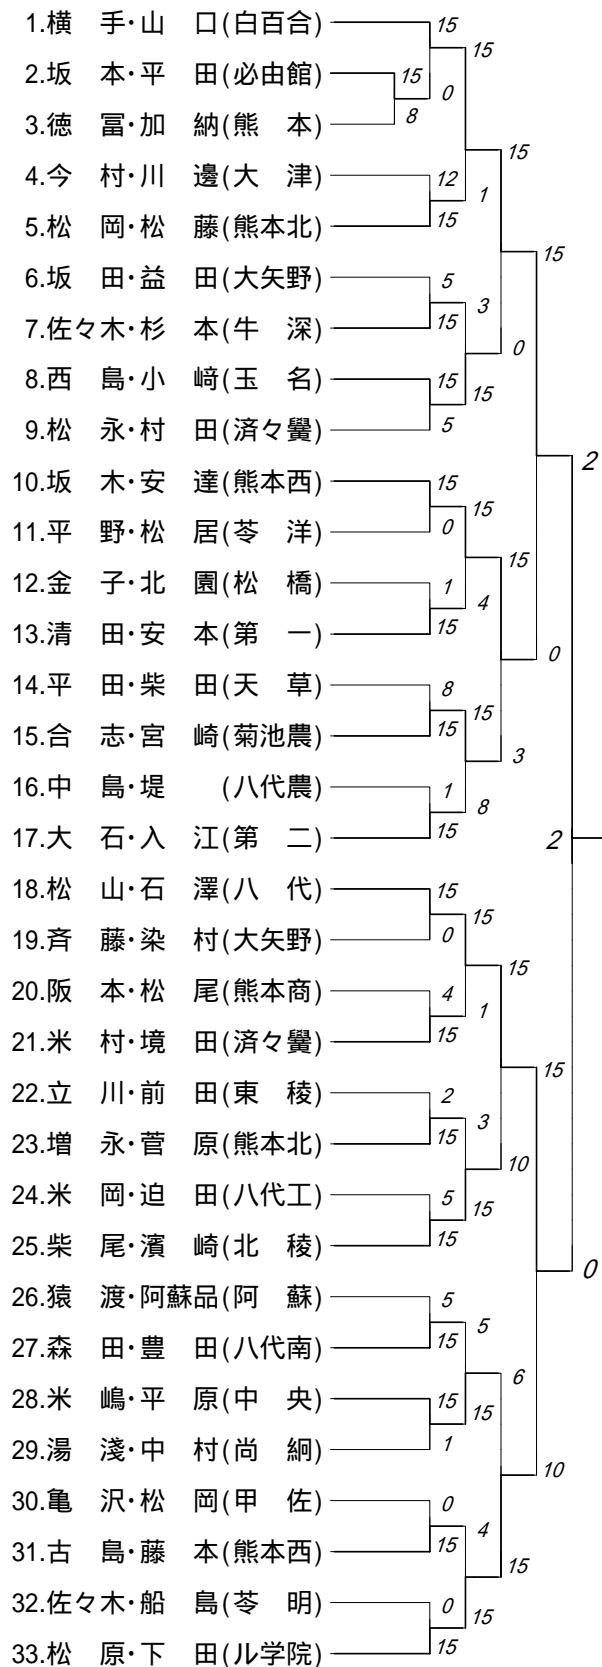 1.横　手・山　口(白百合)
2.坂　本・平　田(必由館)
3.徳　冨・加　納(熊　本)
4.今　村・川　邊(大　津)
5.松　岡・松　藤(熊本北)
6.坂　田・益　田(大矢野)
7.佐々木・杉　本(牛　深)
8.西　島・小　﨑(玉　名)
9.松　永・村　田(済々黌)
10.坂　木・安　達(熊本西)
11.平　野・松　居(苓　洋)
12.金　子・北　園(松　橋)
13.清　田・安　本(第　一)
14.平　田・柴　田(天　草)
15.合　志・宮　崎(菊池農)
16.中　島・堤　　(八代農)
17.大　石・入　江(第　二)
18.松　山・石　澤(八　代)
19.斉　藤・染　村(大矢野)
20.阪　本・松　尾(熊本商)
21.米　村・境　田(済々黌)
22.立　川・前　田(東　稜)
23.増　永・菅　原(熊本北)
24.米　岡・迫　田(八代工)
25.柴　尾・濱　崎(北　稜)
26.猿　渡・阿蘇品(阿　蘇)
27.森　田・豊　田(八代南)
28.米　嶋・平　原(中　央)
29.湯　淺・中　村(尚　絅)
30.亀　沢・松　岡(甲　佐)
31.古　島・藤　本(熊本西)
32.佐々木・船　島(苓　明)
33.松　原・下　田(ル学院)
15
8
15
0
12
15
5
15
15
5
15
0
1
15
8
15
1
15
15
0
4
15
2
15
5
15
5
15
15
1
0
15
0
15
15
1
3
15
15
4
15
8
15
1
3
15
5
15
4
15
15
0
15
3
15
10
6
15
15
0
15
10
2
0
2